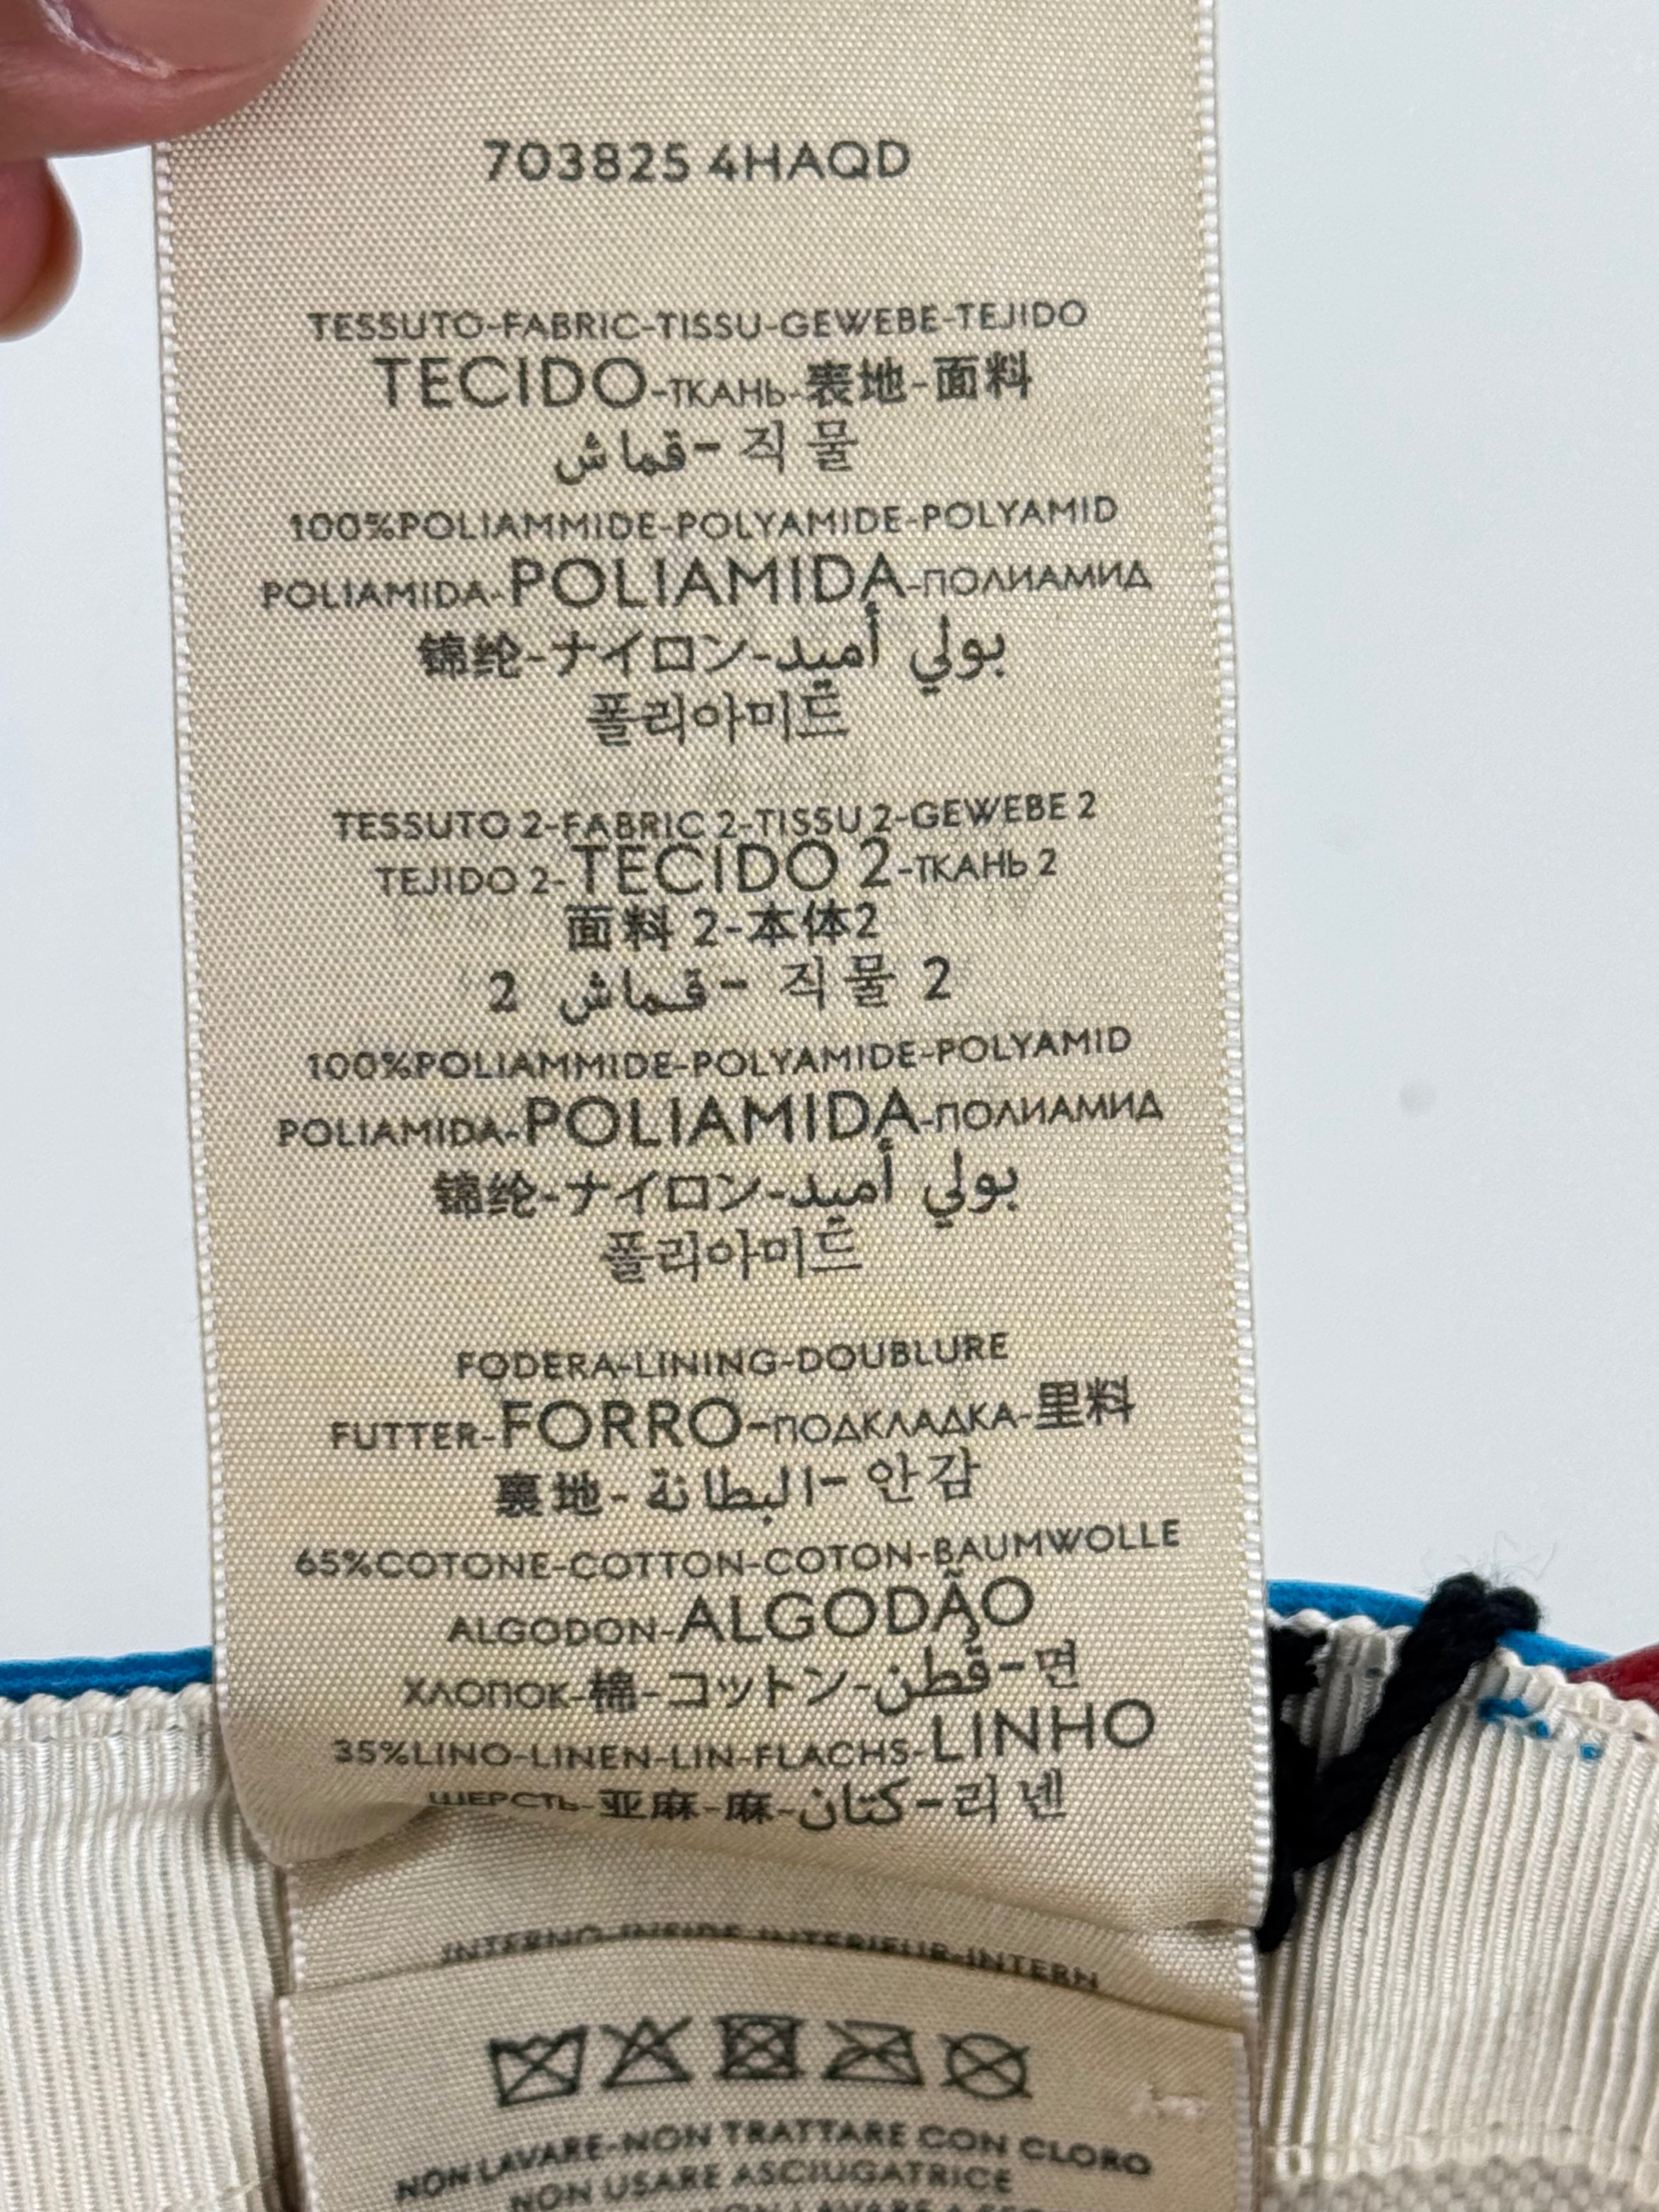 703825 4HAQD
TESSUTO-FABRIC-TISSU-GEWEBE-TEJIDO
TECIDO-ТКАНЬ-表地-面料
قماش-직물
100%POLIAMMIDE-POLYAMIDE-POLYAMID
POLIAMIDA-POLIAMIDA-ПОЛИАМИД
锦纶-ナイロン-بولي أميد
폴리아미드
TESSUTO 2-FABRIC 2-TISSU 2-GEWEBE 2
TEJIDO 2-TECIDO 2-ТКАНЬ 2
面料 2-本体2
2 قماش-직물 2
100%POLIAMMIDE-POLYAMIDE-POLYAMID
POLIAMIDA-POLIAMIDA-ПОЛИАМИД
锦纶-ナイロン-بولي أميد
폴리아미드
FODERA-LINING-DOUBLURE
FUTTER-FORRO-ПОДКЛАДКА-里料
裏地-البطانة-안감
65%COTONE-COTTON-COTON-BAUMWOLLE
ALGODON-ALGODÃO
ХЛОПОК-棉-コットン-قطن-면
35%LINO-LINEN-LIN-FLACHS-LINHO
ШЕРСТЬ-亚麻-麻-كتان-리넨
INTERNO-INSIDE-INTERIEUR-INTERN
NON LAVARE-NON TRATTARE CON CLORO
NON USARE ASCIUGATRICE
LAVARE A